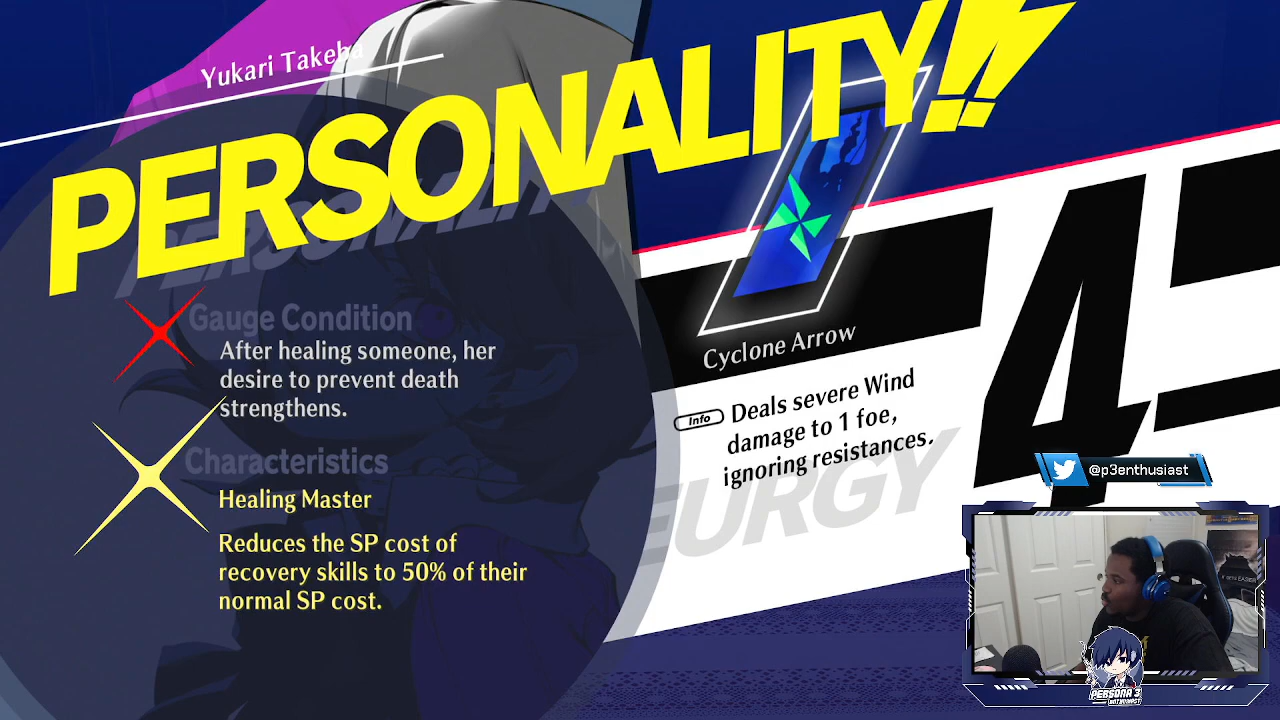 Yukari Takeba
PERSONALITY!!
Gauge Condition
After healing someone, her
desire to prevent death
strengthens.
Characteristics
Healing Master
Reduces the SP cost of
recovery skills to 50% of their
normal SP cost.
Cyclone Arrow
Info Deals severe Wind
damage to 1 foe,
ignoring resistances.
EURGY
4
@p3enthusiast
PERSONA 3
ENTHUSIAST